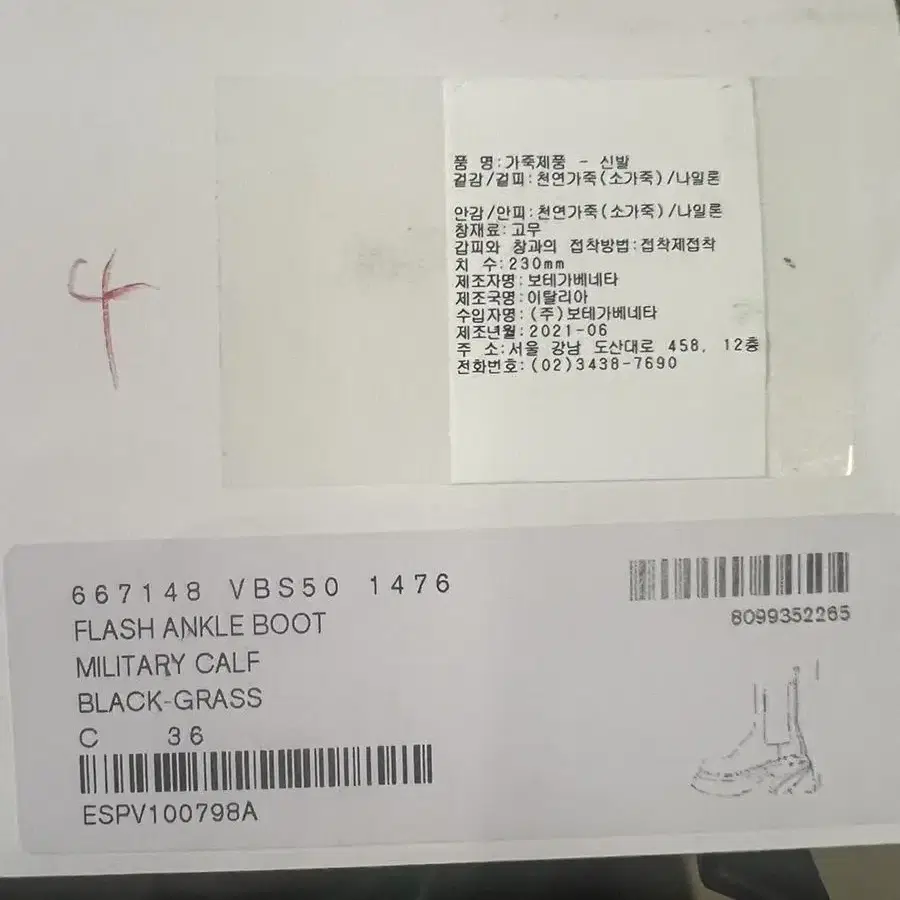 4
품 명:가죽제품 - 신발
겉감/겉피:천연가죽(소가죽)/나일론
안감/안피:천연가죽(소가죽)/나일론
창재료:고무
갑피와 창과의 접착방법:접착제접착
치 수:230mm
제조자명:보테가베네타
제조국명:이탈리아
수입자명:(주)보테가베네타
제조년월:2021-06
주 소:서울 강남 도산대로 458, 12층
전화번호:(02)3438-7690
667148 VBS50 1476
FLASH ANKLE BOOT
MILITARY CALF
BLACK-GRASS
C 36
ESPV100798A
8099352265